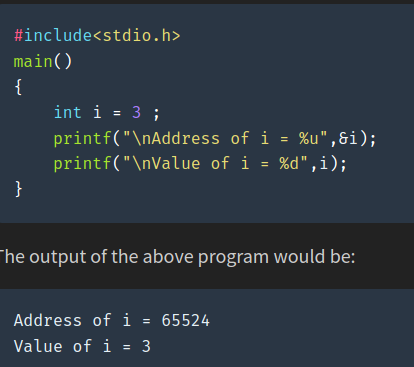 #include<stdio.h>
main()
{
    int i = 3 ;
    printf("\nAddress of i = %u",&i);
    printf("\nValue of i = %d",i);
}
The output of the above program would be:
Address of i = 65524
Value of i = 3